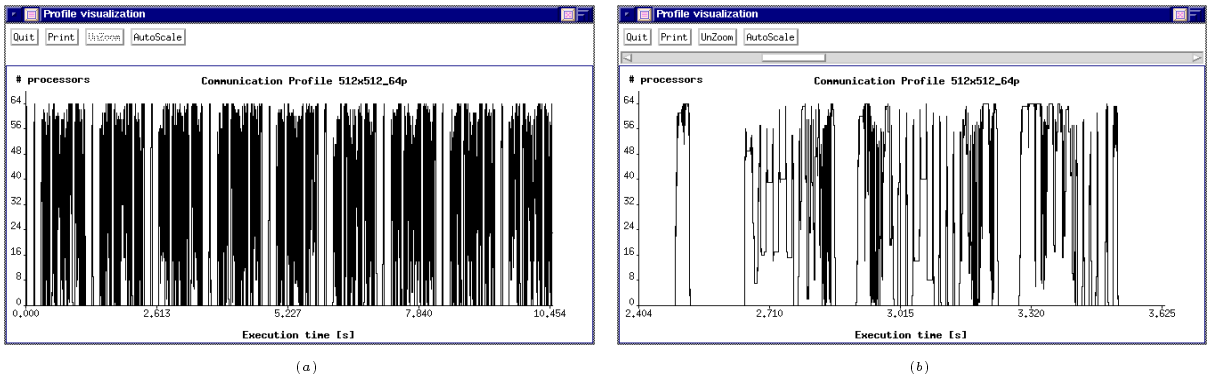 Profile visualization
Quit Print UnZoom AutoScale
# processors
Communication Profile 512x512_64p
64
56
48
40
32
24
16
8
0
0.000 2.613 5.227 7.840 10.454
Execution time [s]
(a)
Profile visualization
Quit Print UnZoom AutoScale
# processors
Communication Profile 512x512_64p
64
56
48
40
32
24
16
8
0
2.404 2.710 3.015 3.320 3.625
Execution time [s]
(b)